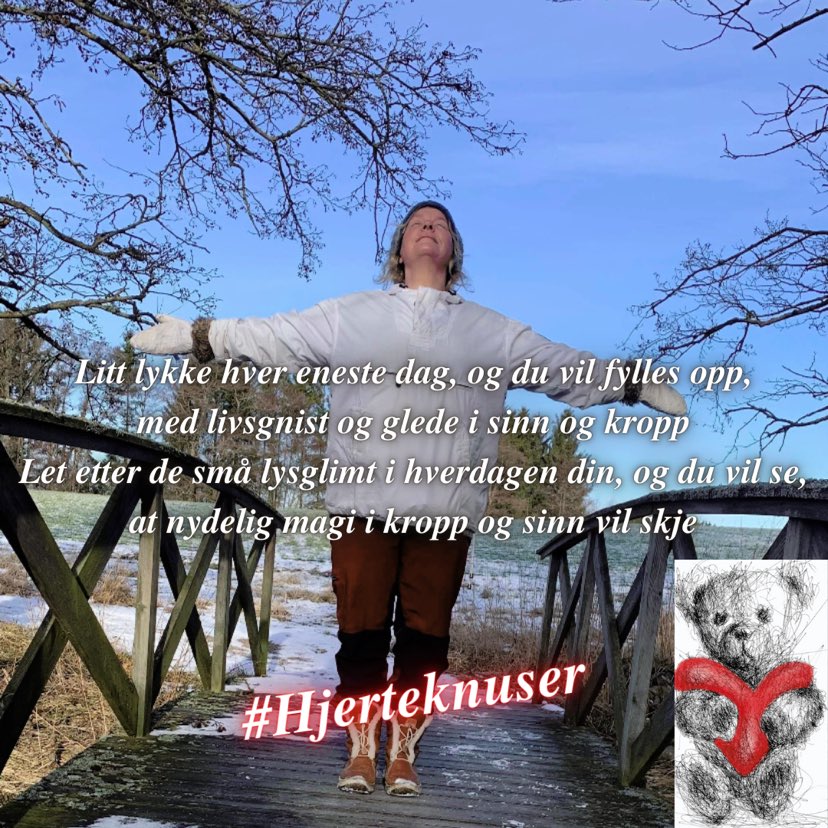 Litt lykke hver eneste dag, og du vil fylles opp,
med livsgnist og glede i sinn og kropp
Let etter de små lysglimt i hverdagen din, og du vil se,
at nydelig magi i kropp og sinn vil skje
#Hjerteknuser